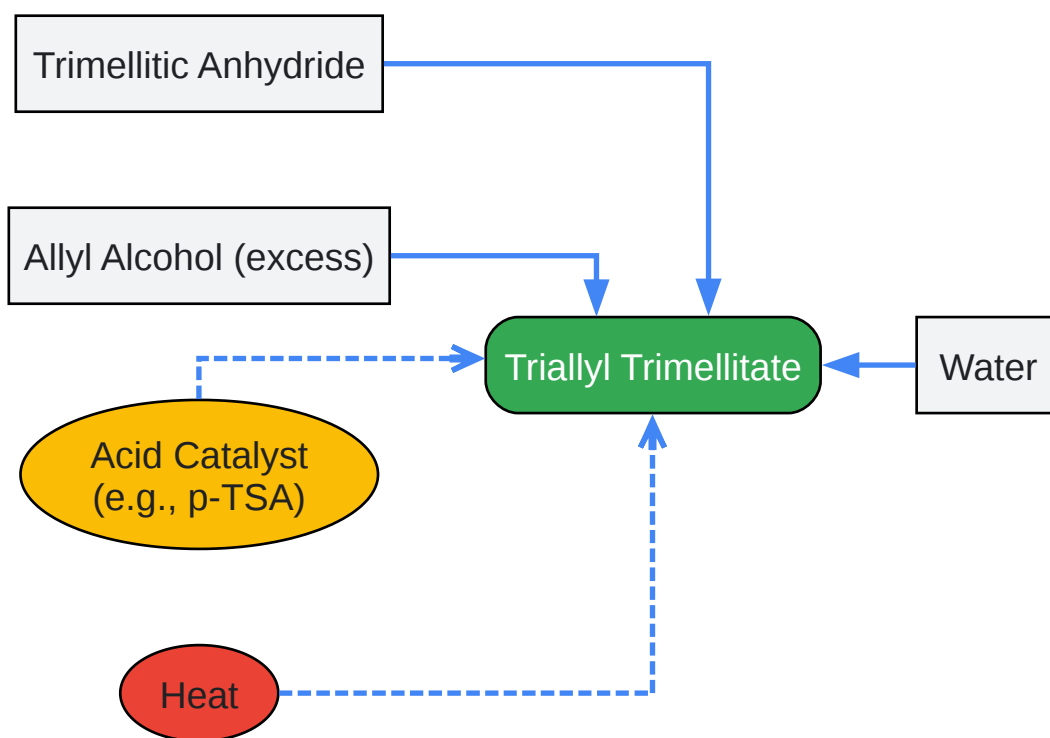 Trimellitic Anhydride
Allyl Alcohol (excess)
Triallyl Trimellitate
Water
Acid Catalyst
(e.g., p-TSA)
Heat